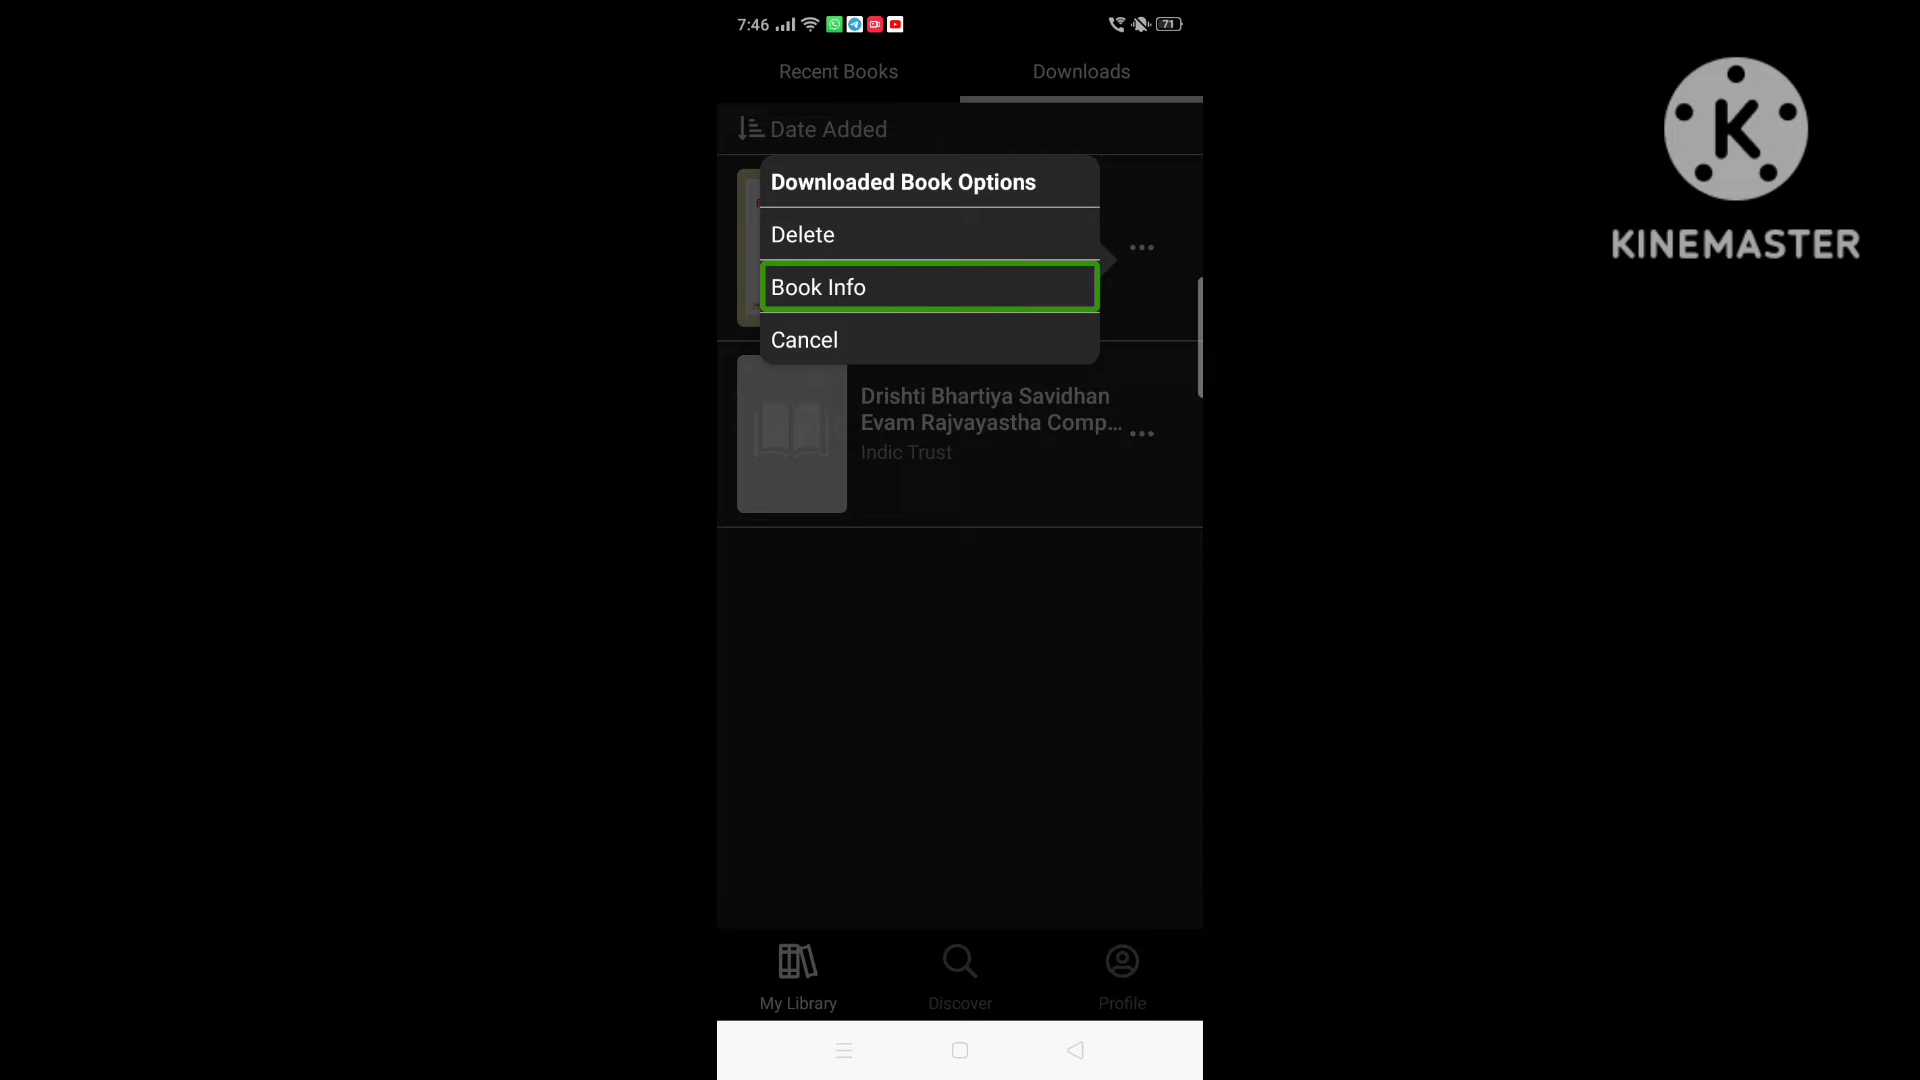 7:46
71
Recent Books
Downloads
Date Added
Downloaded Book Options
Delete
Book Info
Cancel
Drishti Bhartiya Savidhan
Evam Rajvayastha Comp...
Indic Trust
My Library
Discover
Profile
K
KINEMASTER